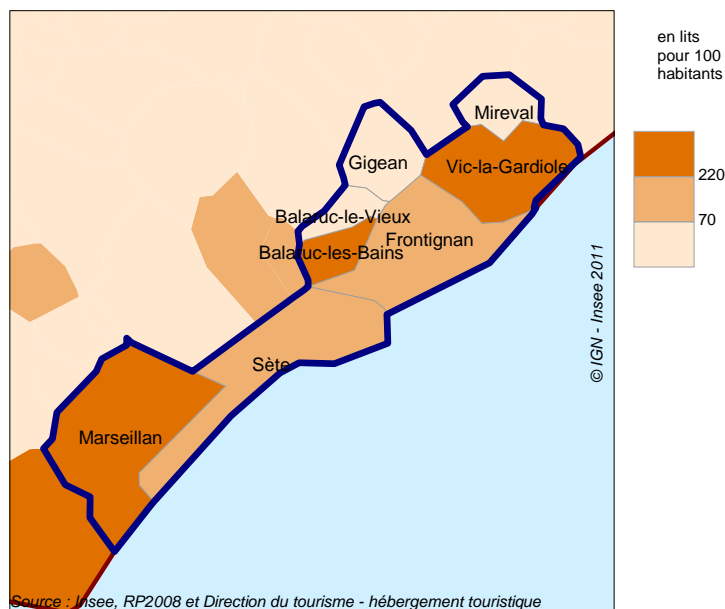 en lits
pour 100
habitants
220
70
Mireval
Gigean
Vic-la-Gardiole
Balaruc-le-Vieux
Frontignan
Balaruc-les-Bains
Sète
Marseillan
© IGN - Insee 2011
Source : Insee, RP2008 et Direction du tourisme - hébergement touristique